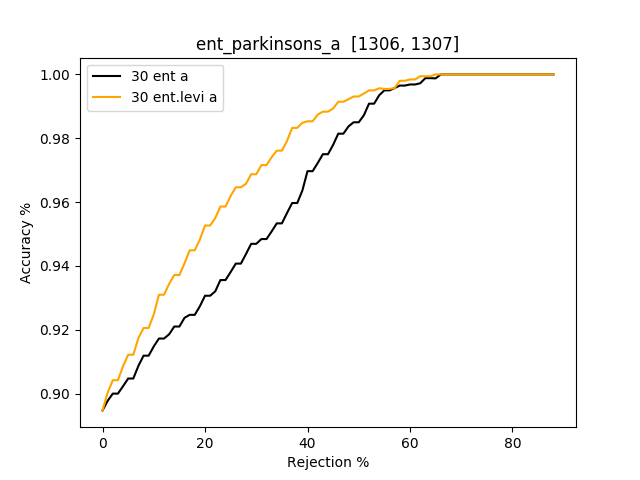 ent_parkinsons_a  [1306, 1307]
30 ent a
30 ent.levi a
1.00
0.98
0.96
0.94
0.92
0.90
Accuracy %
0
20
40
60
80
Rejection %